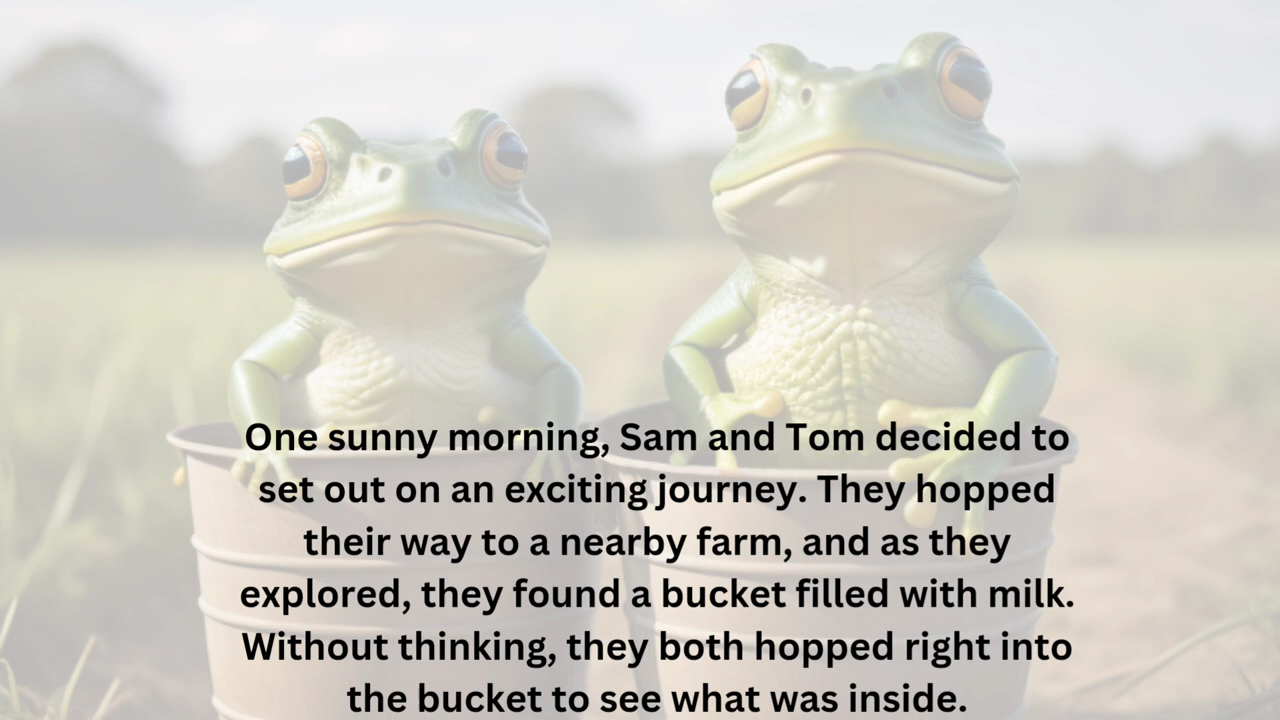 One sunny morning, Sam and Tom decided to
set out on an exciting journey. They hopped
their way to a nearby farm, and as they
explored, they found a bucket filled with milk.
Without thinking, they both hopped right into
the bucket to see what was inside.